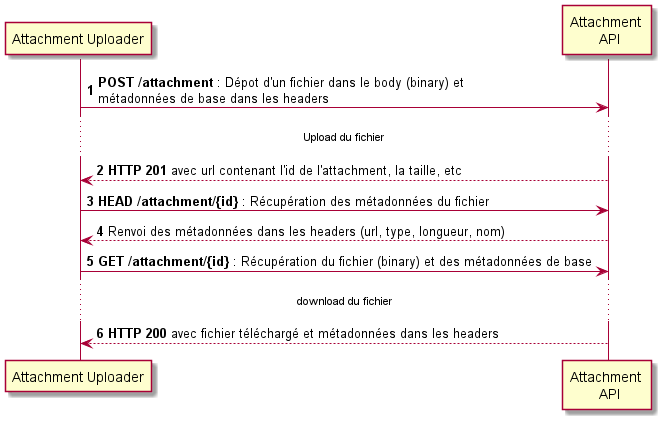 Attachment Uploader
Attachment
API
1 POST /attachment : Dépot d'un fichier dans le body (binary) et
métadonnées de base dans les headers
Upload du fichier
2 HTTP 201 avec url contenant l'id de l'attachment, la taille, etc
3 HEAD /attachment/{id} : Récupération des métadonnées du fichier
4 Renvoi des métadonnées dans les headers (url, type, longueur, nom)
5 GET /attachment/{id} : Récupération du fichier (binary) et des métadonnées de base
download du fichier
6 HTTP 200 avec fichier téléchargé et métadonnées dans les headers
Attachment Uploader
Attachment
API